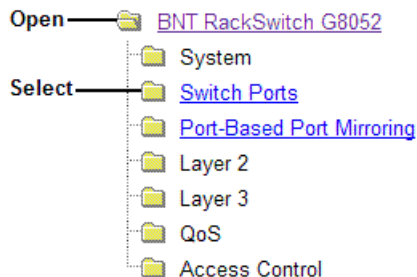 Open BNT RackSwitch G8052
System
Select Switch Ports
Port-Based Port Mirroring
Layer 2
Layer 3
QoS
Access Control